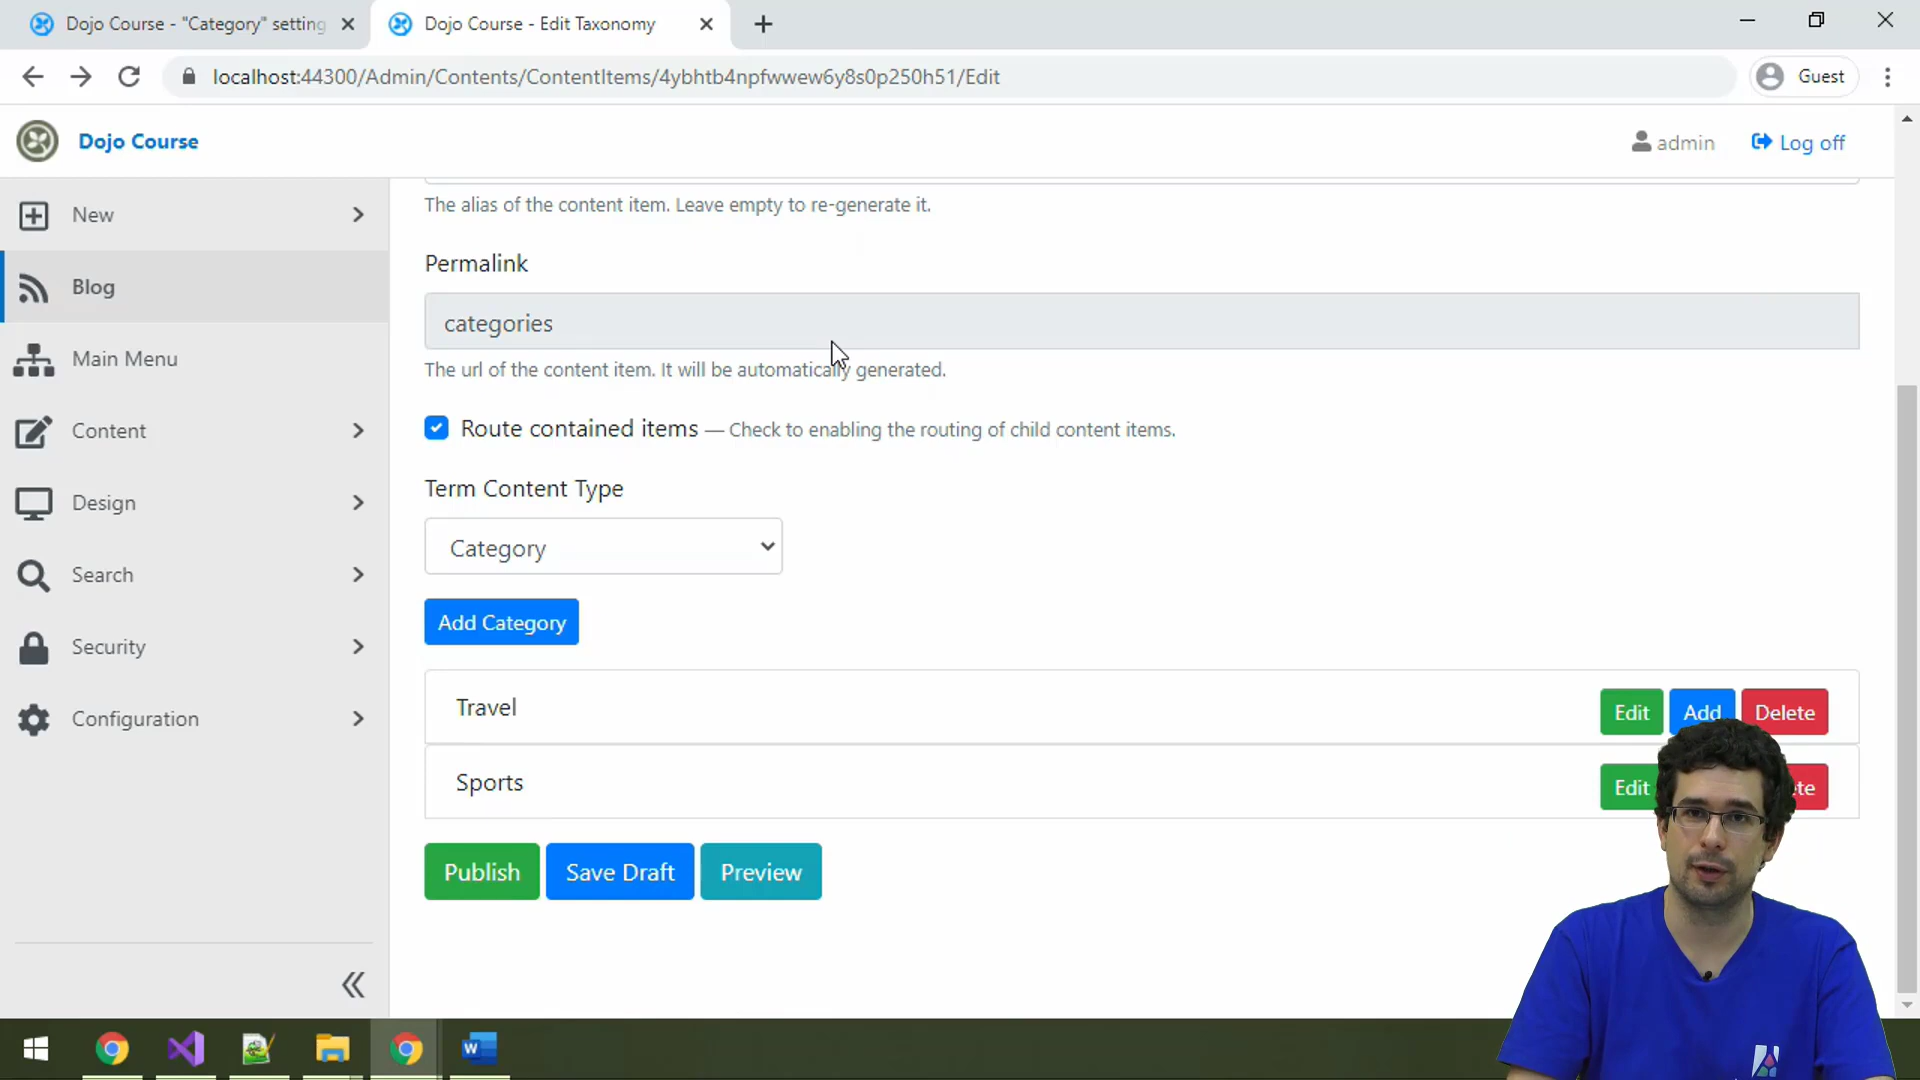 Dojo Course - "Category" setting
Dojo Course - Edit Taxonomy
localhost:44300/Admin/Contents/ContentItems/4ybhtb4npfwwew6y8s0p250h51/Edit
Guest
Dojo Course
admin
Log off
New
Blog
Main Menu
Content
Design
Search
Security
Configuration
The alias of the content item. Leave empty to re-generate it.
Permalink
categories
The url of the content item. It will be automatically generated.
Route contained items — Check to enabling the routing of child content items.
Term Content Type
Category
Add Category
Travel
Edit
Add
Delete
Sports
Edit
te
Publish
Save Draft
Preview
W